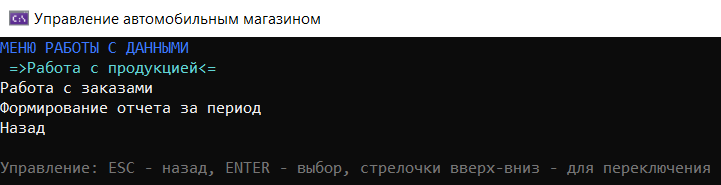 Управление автомобильным магазином
МЕНЮ РАБОТЫ С ДАННЫМИ
=>Работа с продукцией<=
Работа с заказами
Формирование отчета за период
Назад
Управление: ESC - назад, ENTER - выбор, стрелочки вверх-вниз - для переключения